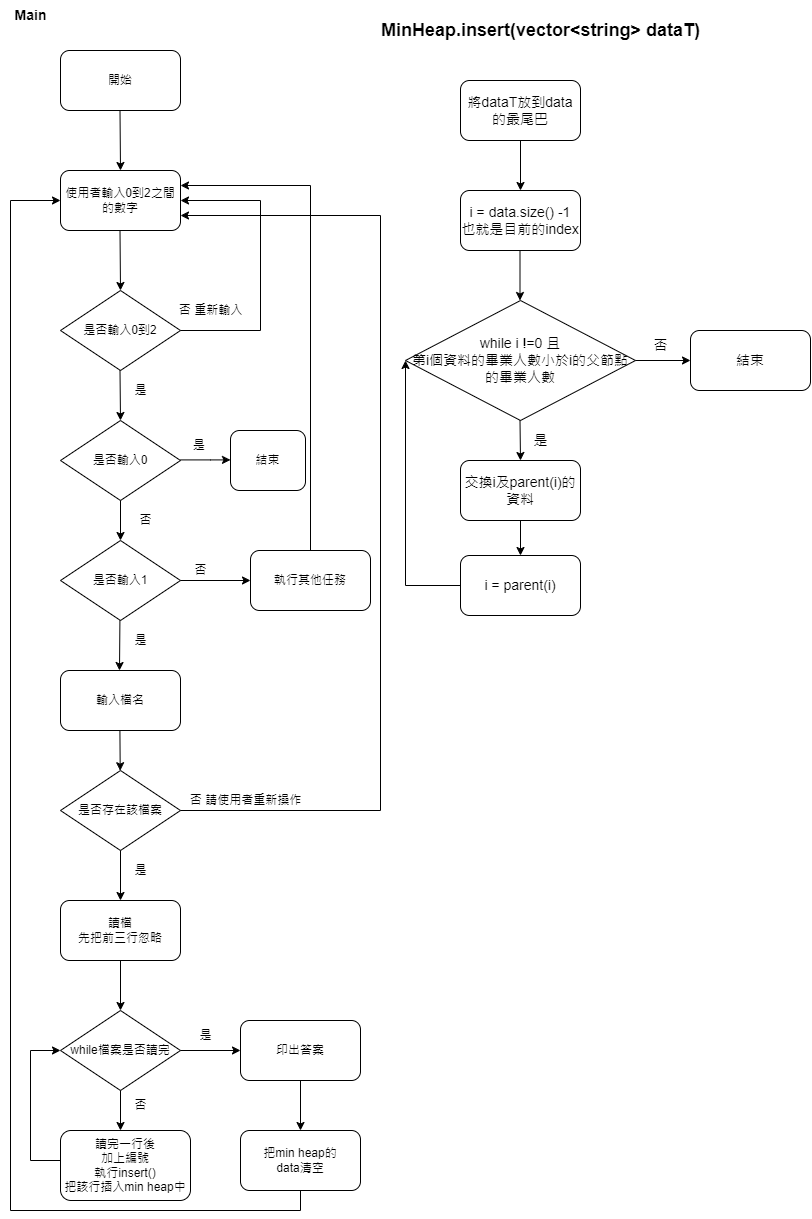 Main
開始
使用者輸入0到2之間
的數字
否 重新輸入
是否輸入0到2
是
是否輸入0
是
結束
否
是否輸入1
否
執行其他任務
是
輸入檔名
是否存在該檔案
否 請使用者重新操作
是
讀檔
先把前三行忽略
while檔案是否讀完
是
印出答案
否
讀完一行後
加上編號
執行insert()
把該行插入min heap中
把min heap的
data清空
MinHeap.insert(vector<string> dataT)
將dataT放到data
的最尾巴
i = data.size() -1
也就是目前的index
while i !=0 且
第i個資料的畢業人數小於i的父節點
的畢業人數
否
結束
是
交換i及parent(i)的
資料
i = parent(i)